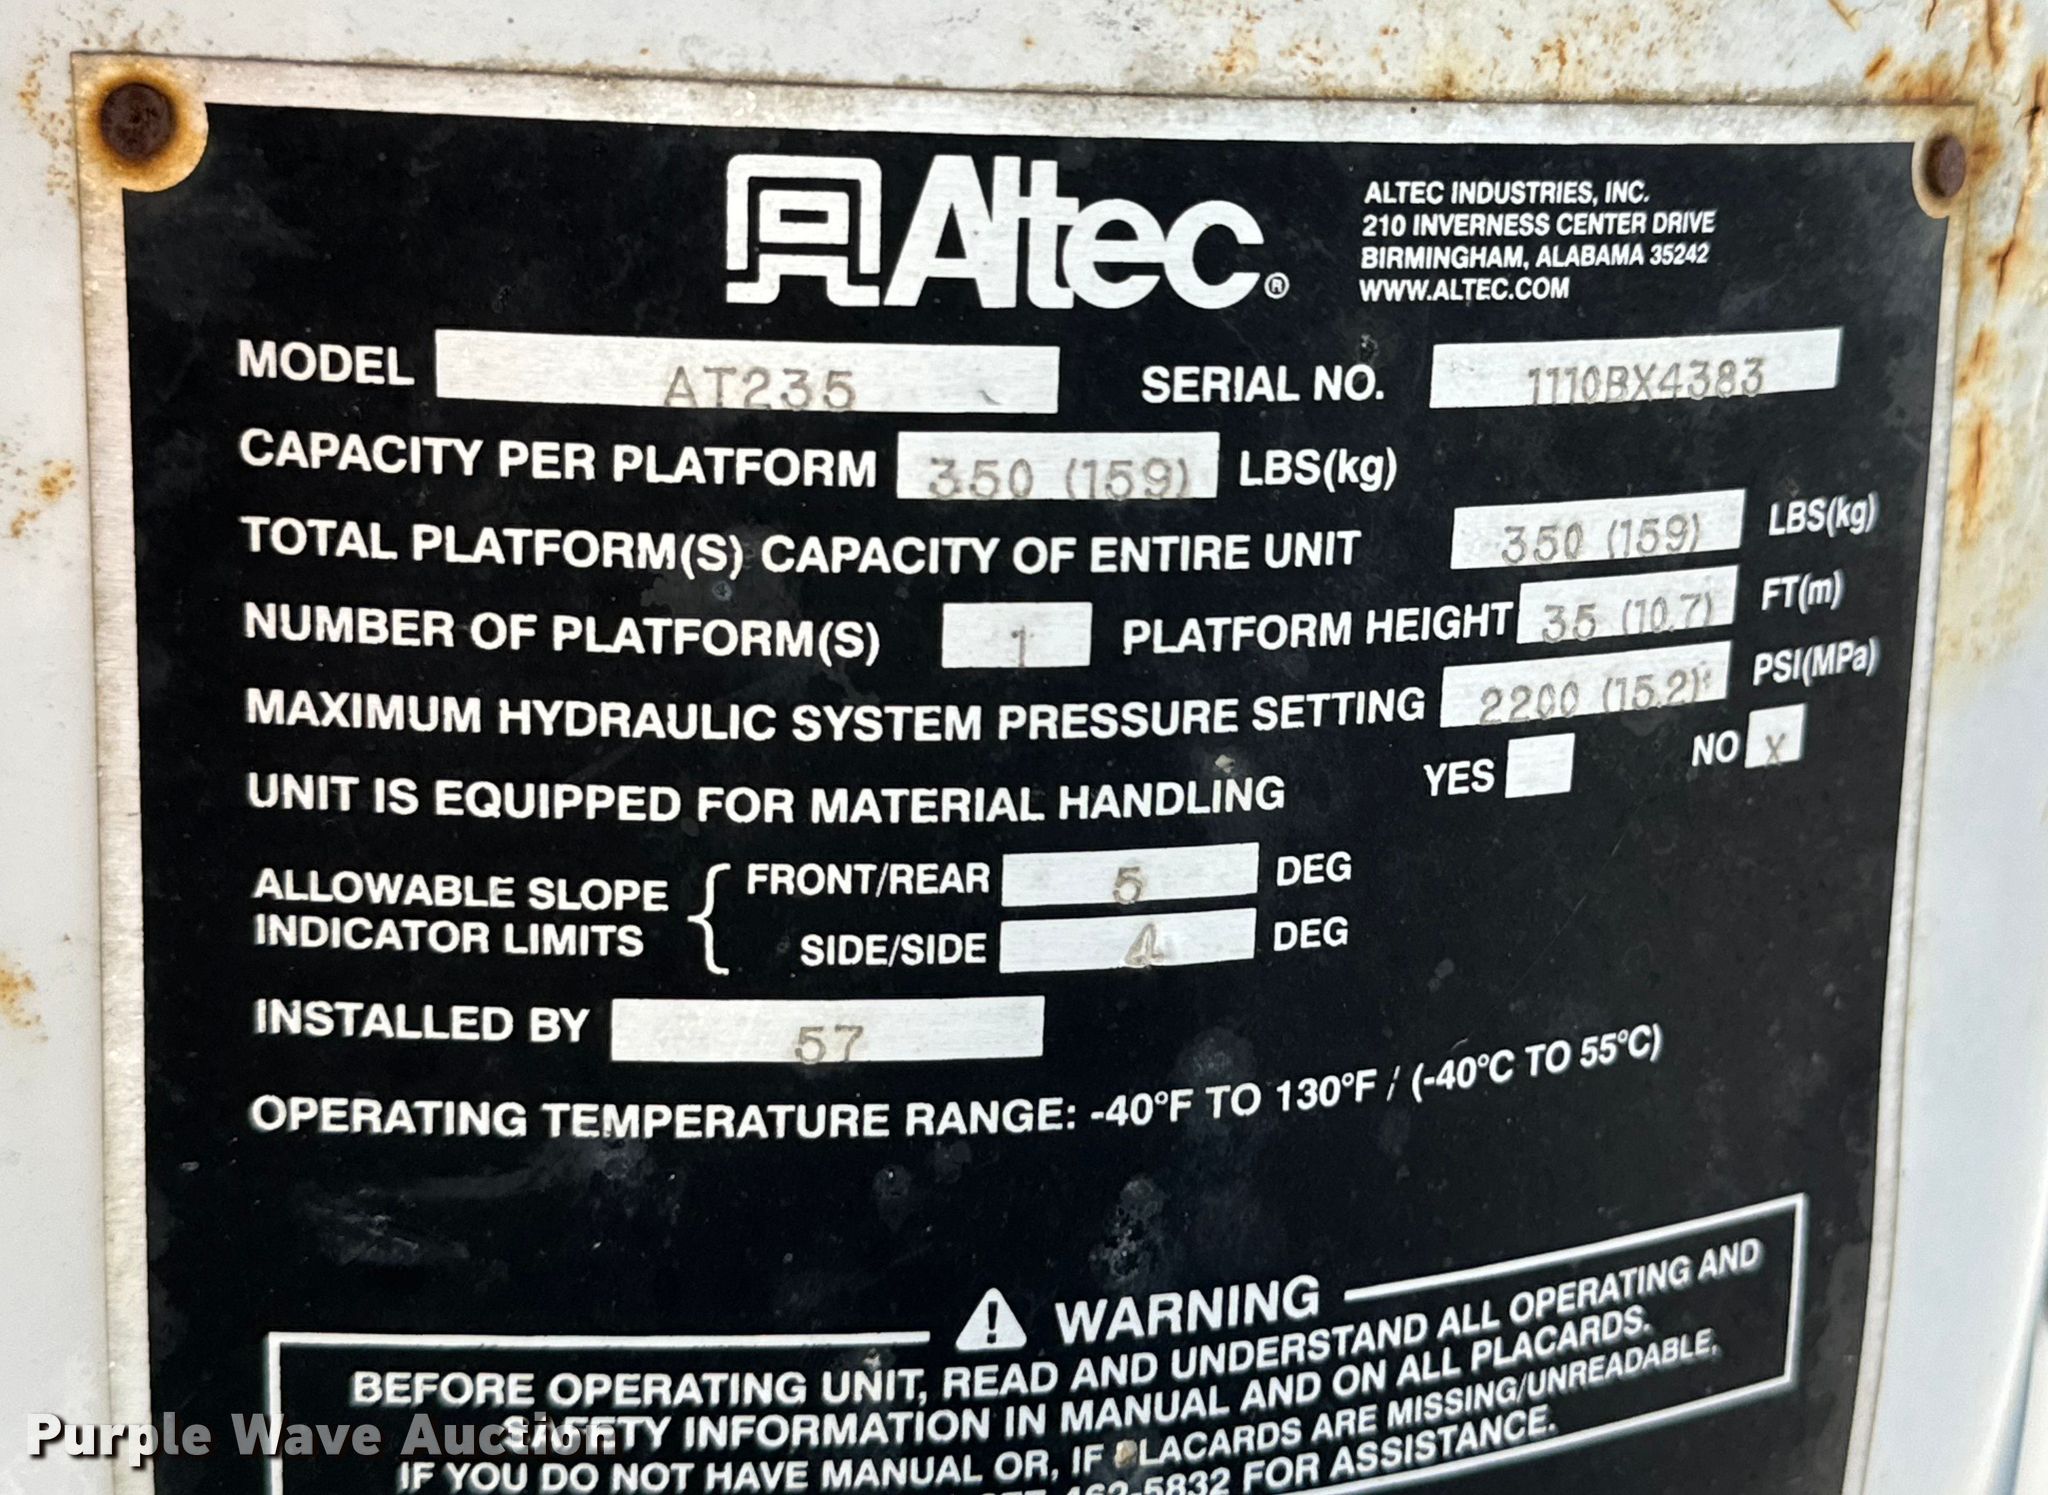 Altec®
ALTEC INDUSTRIES, INC.
210 INVERNESS CENTER DRIVE
BIRMINGHAM, ALABAMA 35242
WWW.ALTEC.COM
MODEL AT235 SERIAL NO. 1110BX4383
CAPACITY PER PLATFORM 350 (159) LBS(kg)
TOTAL PLATFORM(S) CAPACITY OF ENTIRE UNIT 350 (159) LBS(kg)
NUMBER OF PLATFORM(S) 1 PLATFORM HEIGHT 35 (10.7) FT(m)
MAXIMUM HYDRAULIC SYSTEM PRESSURE SETTING 2200 (15.2) PSI(MPa)
UNIT IS EQUIPPED FOR MATERIAL HANDLING YES NO X
ALLOWABLE SLOPE INDICATOR LIMITS { FRONT/REAR 5 DEG
SIDE/SIDE 4 DEG
INSTALLED BY 57
OPERATING TEMPERATURE RANGE: -40°F TO 130°F / (-40°C TO 55°C)
WARNING
BEFORE OPERATING UNIT, READ AND UNDERSTAND ALL OPERATING AND
SAFETY INFORMATION IN MANUAL AND ON ALL PLACARDS.
IF YOU DO NOT HAVE MANUAL OR, IF PLACARDS ARE MISSING/UNREADABLE,
462-5832 FOR ASSISTANCE.
Purple Wave Auction